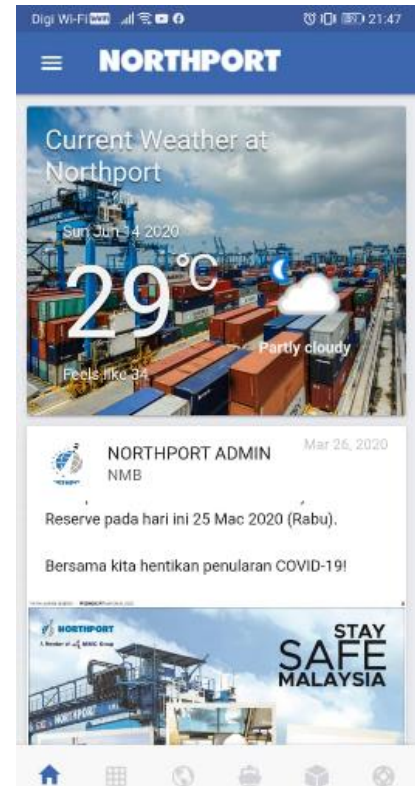 Digi Wi-Fi 21:47
NORTHPORT
Current Weather at
Northport
Sun Jun 14 2020
29°C
Partly cloudy
Feels like 34
NORTHPORT ADMIN
Mar 26, 2020
NMB
Reserve pada hari ini 25 Mac 2020 (Rabu).
Bersama kita hentikan penularan COVID-19!
NORTHPORT
STAY
SAFE
MALAYSIA